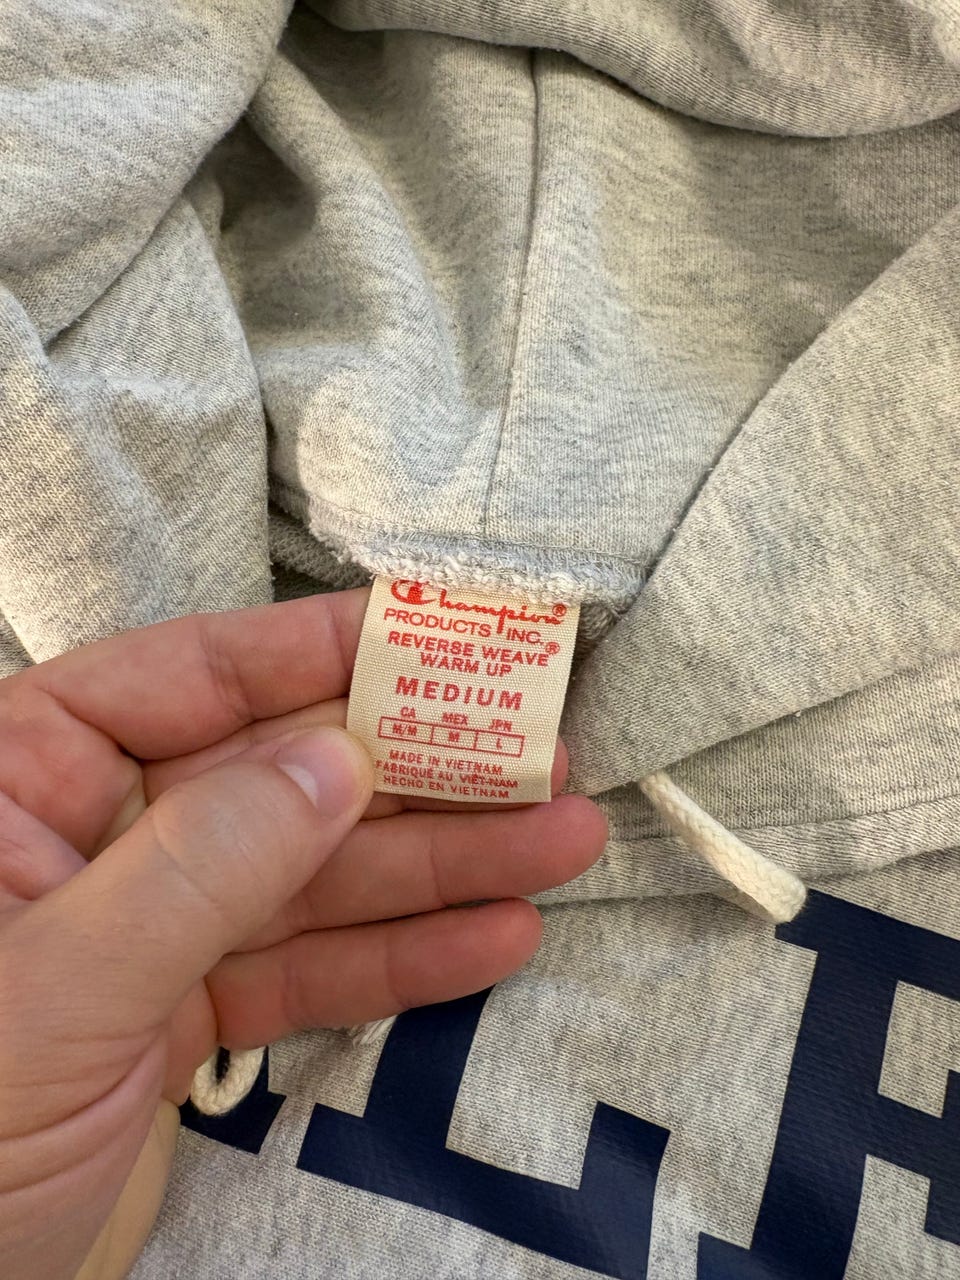 Champion®
PRODUCTS INC.
REVERSE WEAVE®
WARM UP
MEDIUM
CA MEX JPN
M/M M L
MADE IN VIETNAM
FABRIQUÉ AU VIÊT-NAM
HECHO EN VIETNAM
L